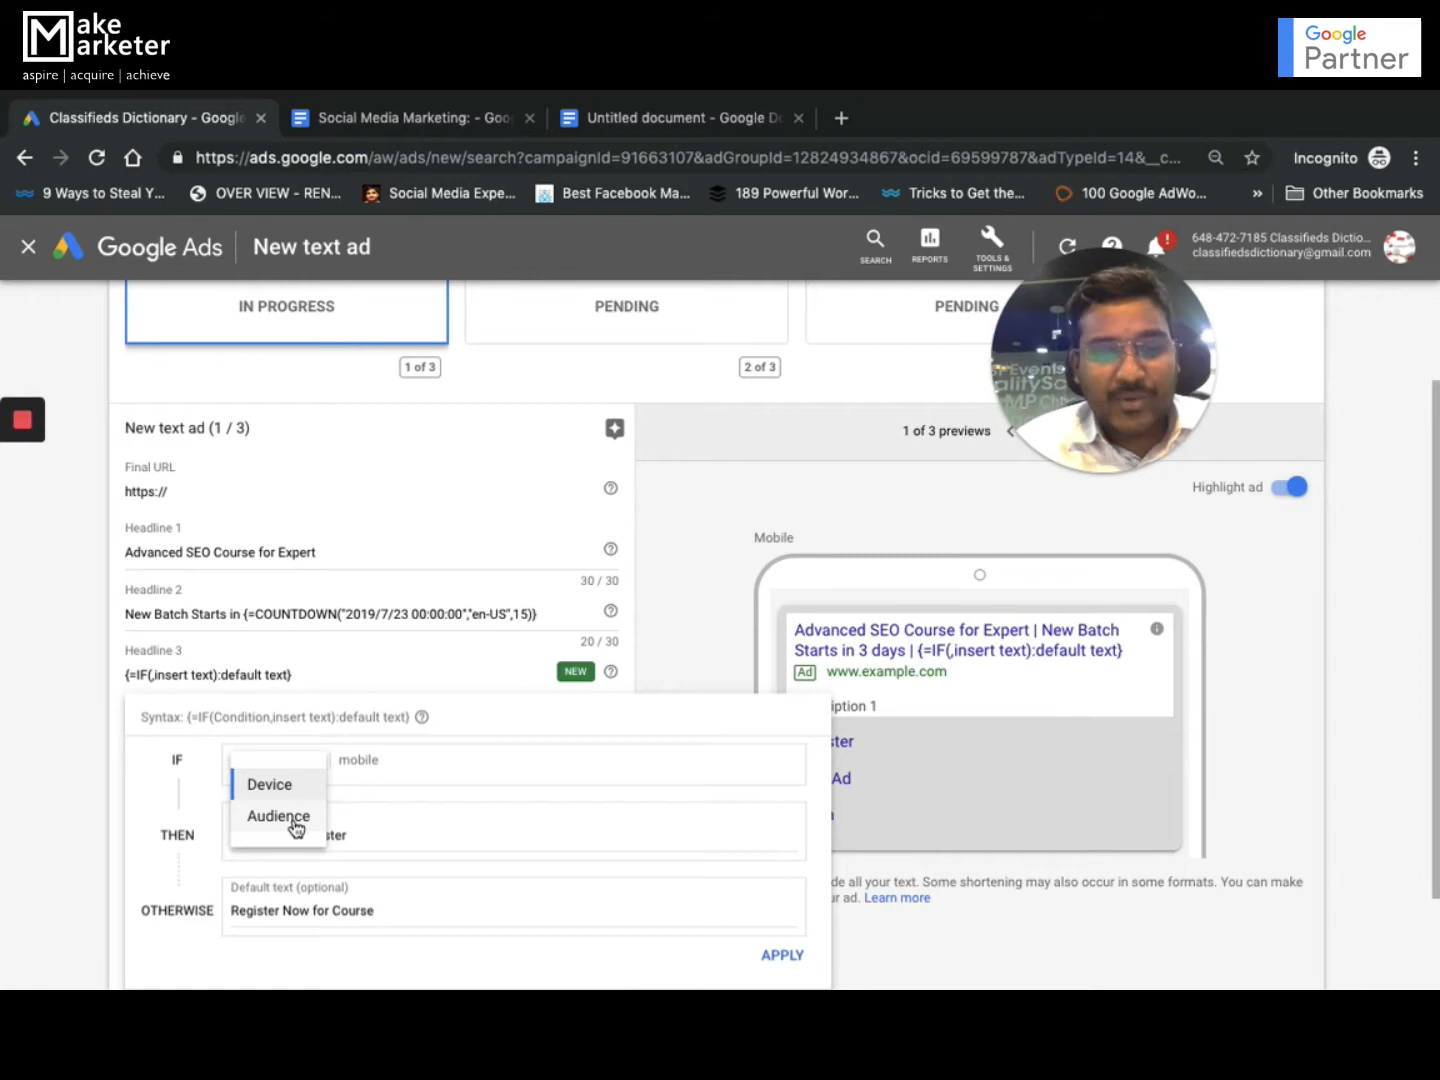 Make
Marketer
aspire | acquire | achieve
Google
Partner
Classifieds Dictionary - Google
Social Media Marketing: - Goo
Untitled document - Google Do
https://ads.google.com/aw/ads/new/search?campaignId=91663107&adGroupId=12824934867&ocid=69599787&adTypeId=14&__c...
Incognito
9 Ways to Steal Y...
OVER VIEW - REN...
Social Media Expe...
Best Facebook Ma...
189 Powerful Wor...
Tricks to Get the...
100 Google AdWo...
»
Other Bookmarks
Google Ads
New text ad
SEARCH
REPORTS
TOOLS &
SETTINGS
!
648-472-7185 Classifieds Dictio...
classifiedsdictionary@gmail.com
IN PROGRESS
PENDING
PENDING
1 of 3
2 of 3
New text ad (1 / 3)
1 of 3 previews
Final URL
https://
Highlight ad
Headline 1
Advanced SEO Course for Expert
30 / 30
Mobile
Headline 2
New Batch Starts in {=COUNTDOWN("2019/7/23 00:00:00","en-US",15)}
20 / 30
Headline 3
{=IF(,insert text):default text}
NEW
Advanced SEO Course for Expert | New Batch
Starts in 3 days | {=IF(,insert text):default text}
Ad www.example.com
iption 1
Syntax: {=IF(Condition,insert text):default text}
IF
mobile
Device
Audience
THEN
ster
Default text (optional)
OTHERWISE
Register Now for Course
APPLY
ster
Ad
de all your text. Some shortening may also occur in some formats. You can make
ur ad. Learn more